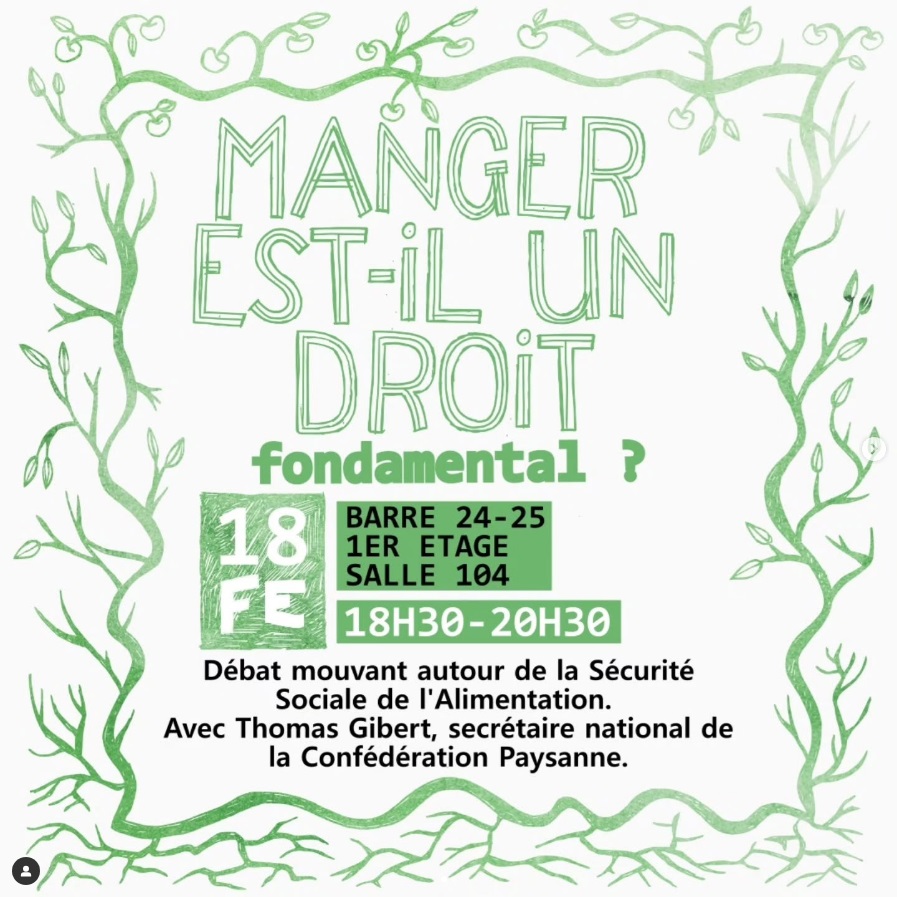 MANGER
EST-iL UN
DROiT
fondamental ?
18
FE
BARRE 24-25
1ER ETAGE
SALLE 104
18H30-20H30
Débat mouvant autour de la Sécurité
Sociale de l'Alimentation.
Avec Thomas Gibert, secrétaire national de
la Confédération Paysanne.